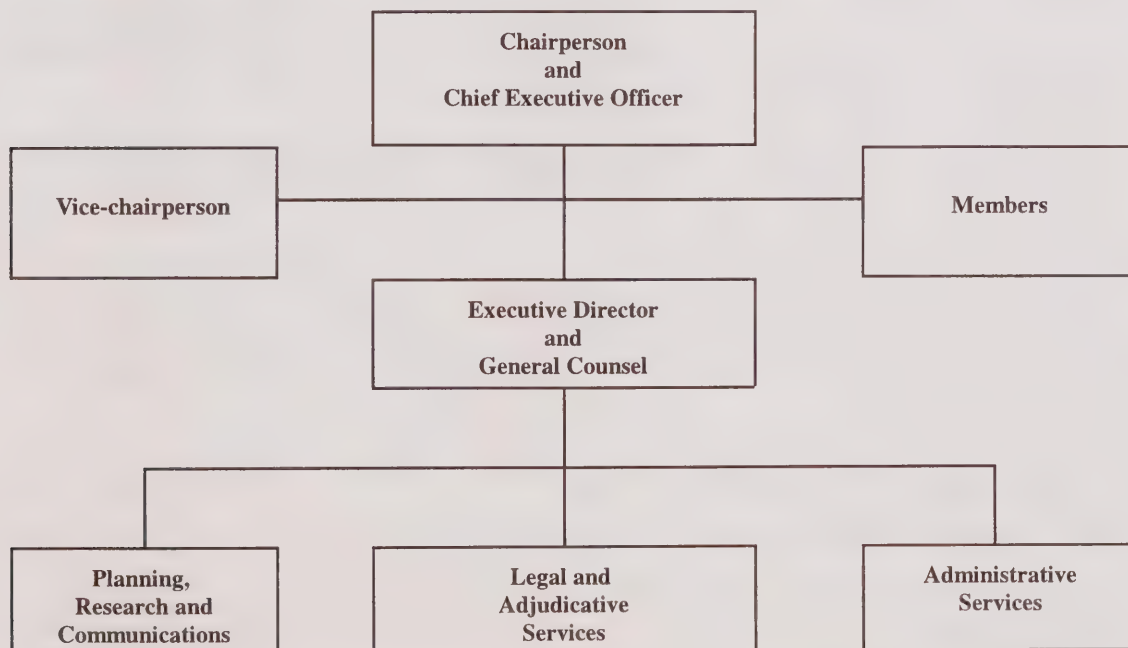 Chairperson
and
Chief Executive Officer
Vice-chairperson
Members
Executive Director
and
General Counsel
Planning,
Research and
Communications
Legal and
Adjudicative
Services
Administrative
Services